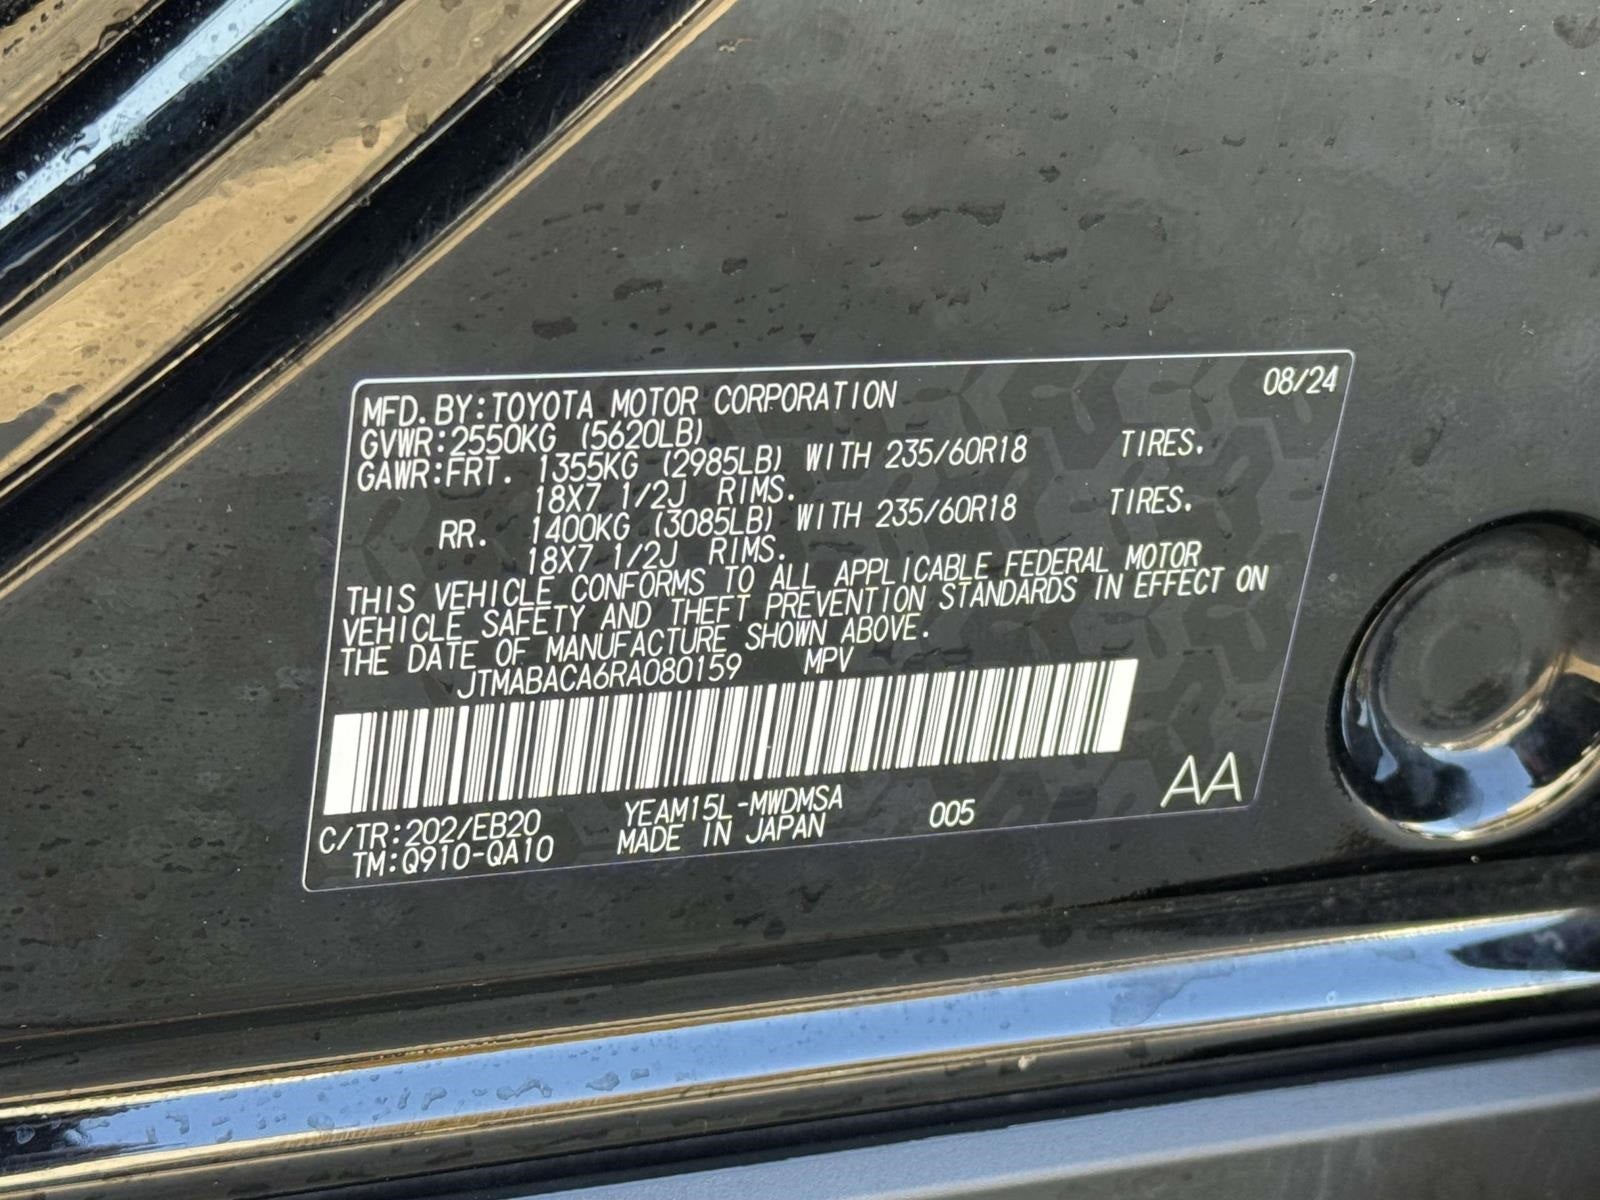 MFD. BY:TOYOTA MOTOR CORPORATION 08/24
GVWR:2550KG (5620LB)
GAWR:FRT. 1355KG (2985LB) WITH 235/60R18 TIRES.
18X7 1/2J RIMS.
RR. 1400KG (3085LB) WITH 235/60R18 TIRES.
18X7 1/2J RIMS.
THIS VEHICLE CONFORMS TO ALL APPLICABLE FEDERAL MOTOR
VEHICLE SAFETY AND THEFT PREVENTION STANDARDS IN EFFECT ON
THE DATE OF MANUFACTURE SHOWN ABOVE.
JTMABACA6RA080159 MPV
C/TR:202/EB20 YEAM15L-MWDMSA 005 AA
TM:Q910-QA10 MADE IN JAPAN